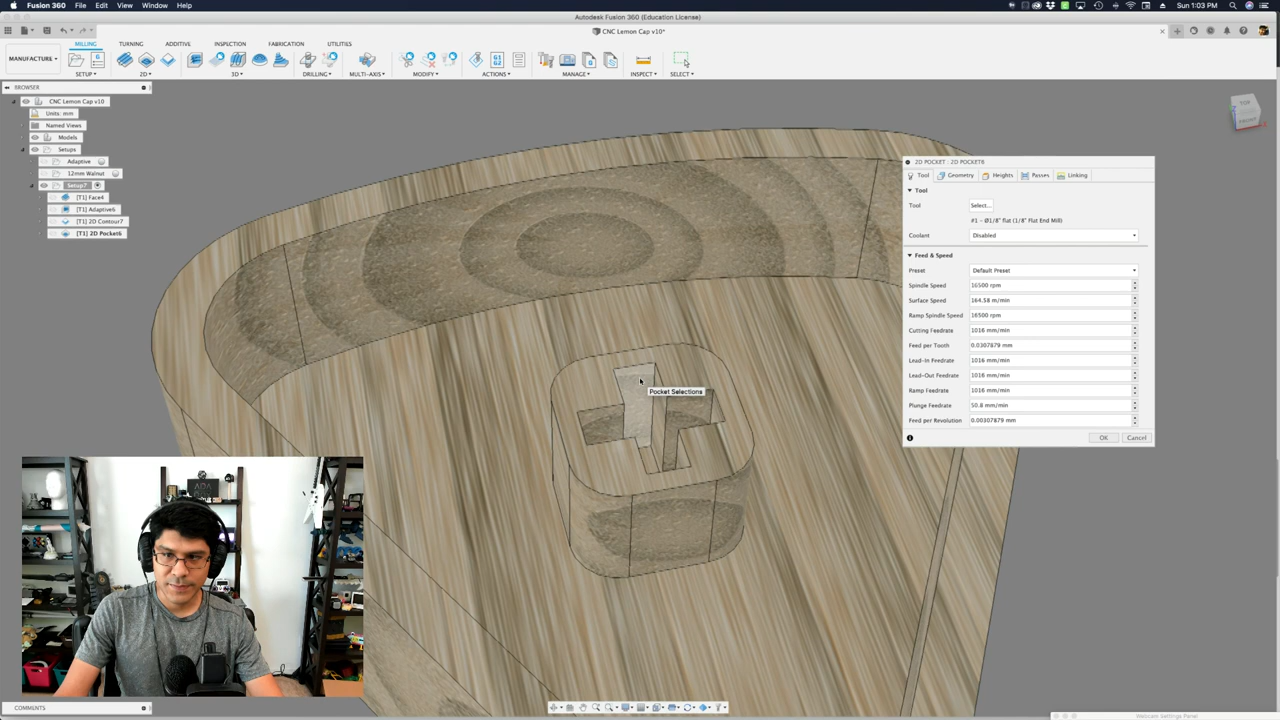 Fusion 360 File Edit View Window Help
Sun 1:03 PM
Autodesk Fusion 360 (Education License)
CNC Lemon Cap v10*
MILLING TURNING ADDITIVE INSPECTION FABRICATION UTILITIES
MANUFACTURE
SETUP 2D 3D DRILLING MULTI-AXIS MODIFY ACTIONS MANAGE INSPECT SELECT
BROWSER
CNC Lemon Cap v10
Units: mm
Named Views
Models
Setups
Adaptive
12mm Walnut
Setup7
[T1] Face4
[T1] Adaptive6
[T1] 2D Contour7
[T1] 2D Pocket6
TOP
FRONT
2D POCKET : 2D POCKET6
Tool Geometry Heights Passes Linking
Tool
Tool Select...
#1 - Ø1/8" flat (1/8" Flat End Mill)
Coolant Disabled
Feed & Speed
Preset Default Preset
Spindle Speed 16500 rpm
Surface Speed 164.58 m/min
Ramp Spindle Speed 16500 rpm
Cutting Feedrate 1016 mm/min
Feed per Tooth 0.0307879 mm
Lead-In Feedrate 1016 mm/min
Lead-Out Feedrate 1016 mm/min
Ramp Feedrate 1016 mm/min
Plunge Feedrate 50.8 mm/min
Feed per Revolution 0.00307879 mm
OK Cancel
Pocket Selections
COMMENTS
Webcam Settings Panel